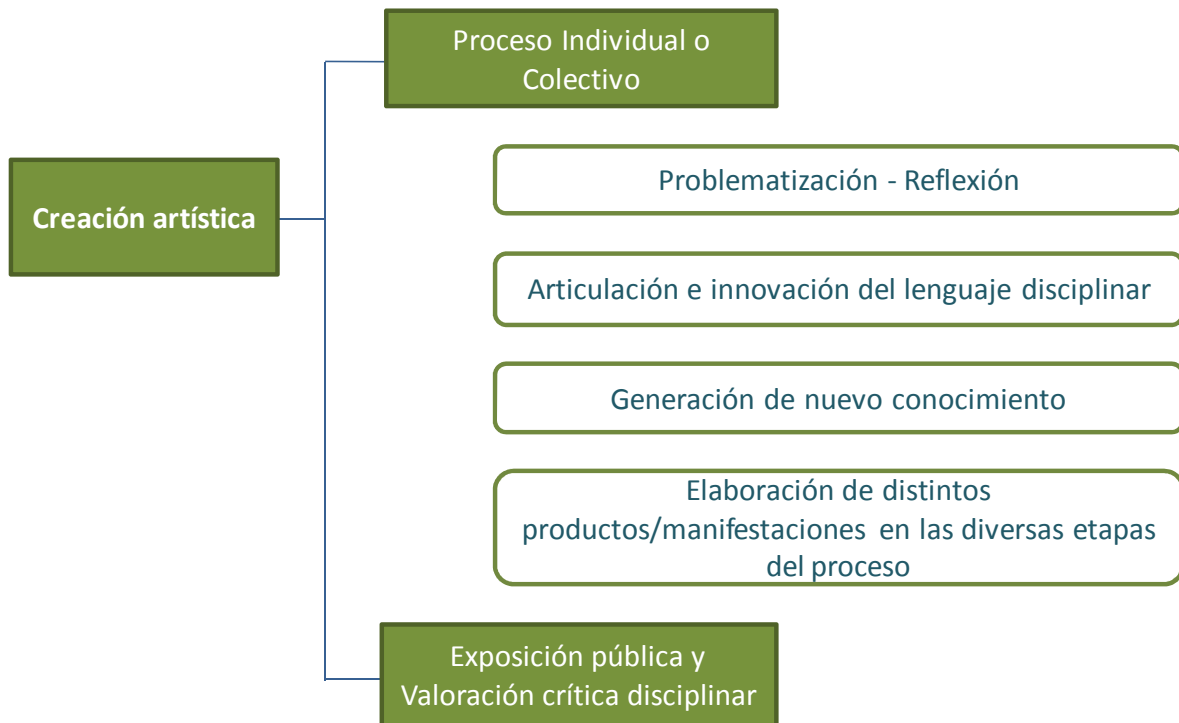 Proceso Individual o
Colectivo
Creación artística
Problematización - Reflexión
Articulación e innovación del lenguaje disciplinar
Generación de nuevo conocimiento
Elaboración de distintos
productos/manifestaciones en las diversas etapas
del proceso
Exposición pública y
Valoración crítica disciplinar